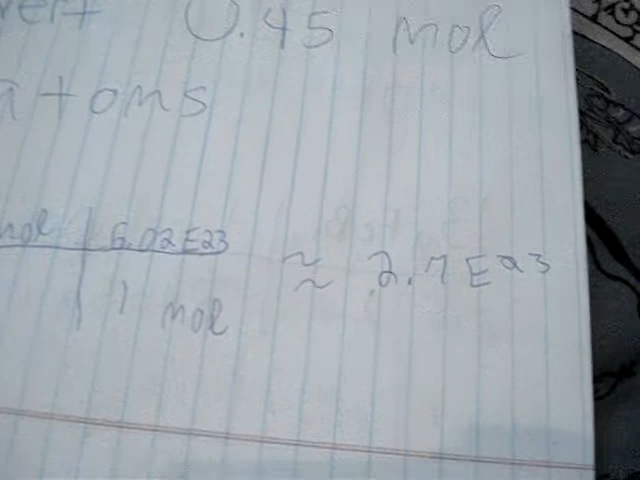 vert 0.45 mol
atoms
mol 6.02E23 ≈ 2.7E23
1 mol